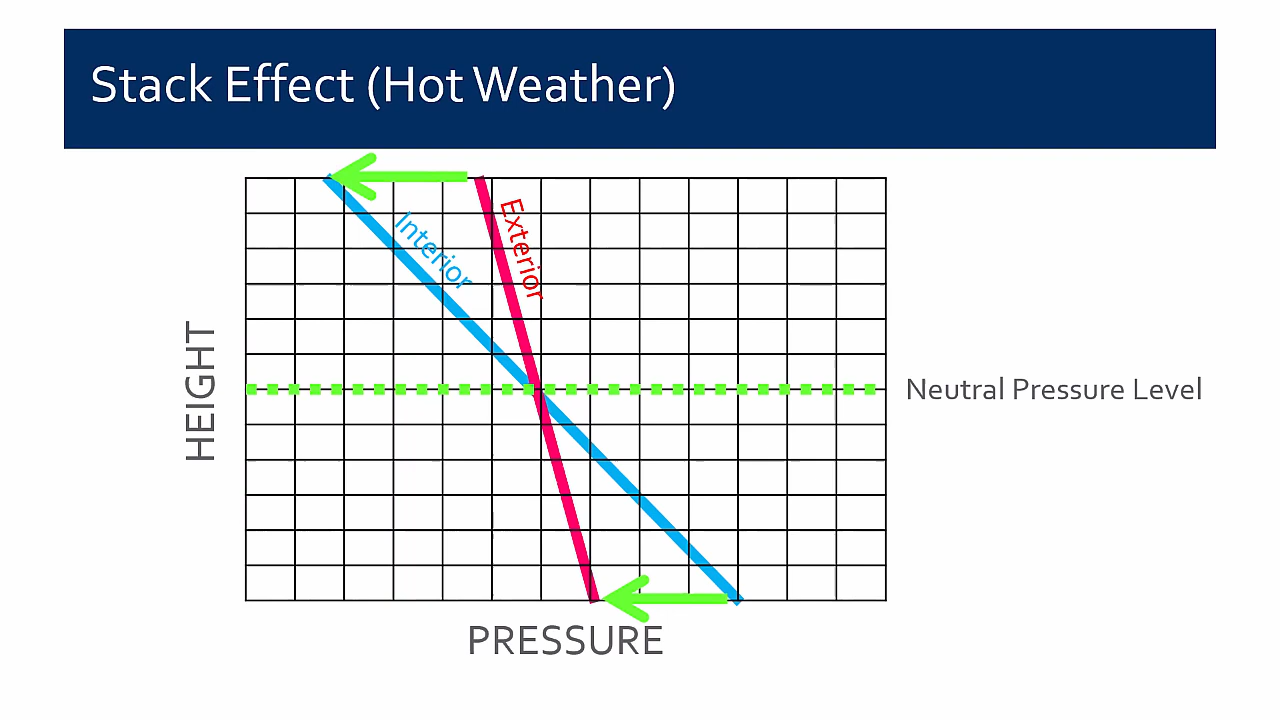 Stack Effect (Hot Weather)
Interior
Exterior
HEIGHT
Neutral Pressure Level
PRESSURE